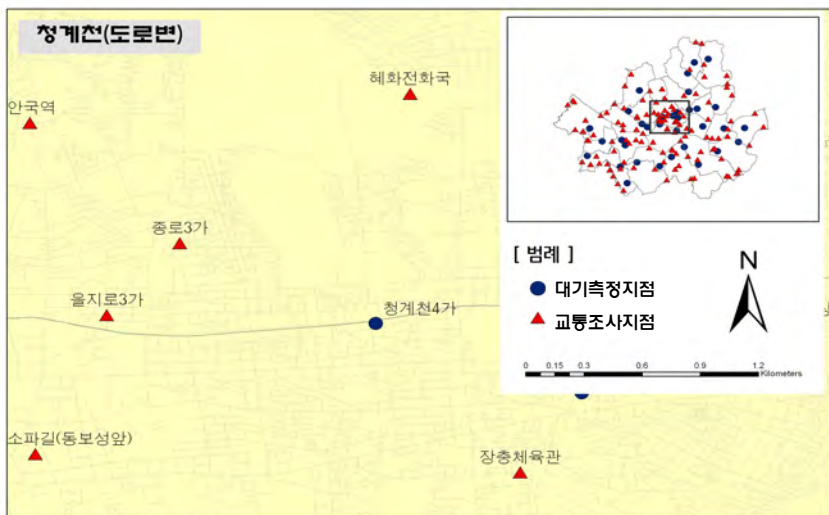 청계천(도로변)
혜화전화국
안국역
종로3가
을지로3가
청계천4가
소파길(동보성앞)
장충체육관
[ 범례 ]
대기측정지점
교통조사지점
N
0 0.15 0.3 0.6 0.9 1.2
Kilometers